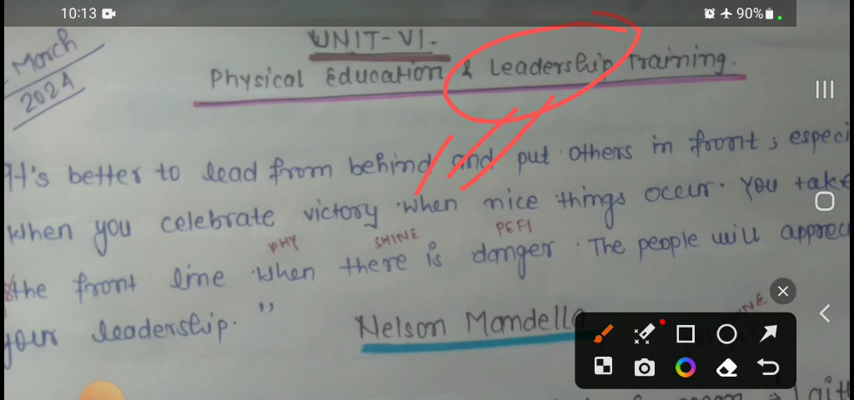 10:13
90%
March
2024
UNIT-VI.
Physical Education & Leadership Training.
It's better to lead from behind and put others in front, especi
When you celebrate victory when nice things occur. You take
PHY SHINE PEFI
the front line when there is danger. The people will apprec
your leadership."
Nelson Mandella